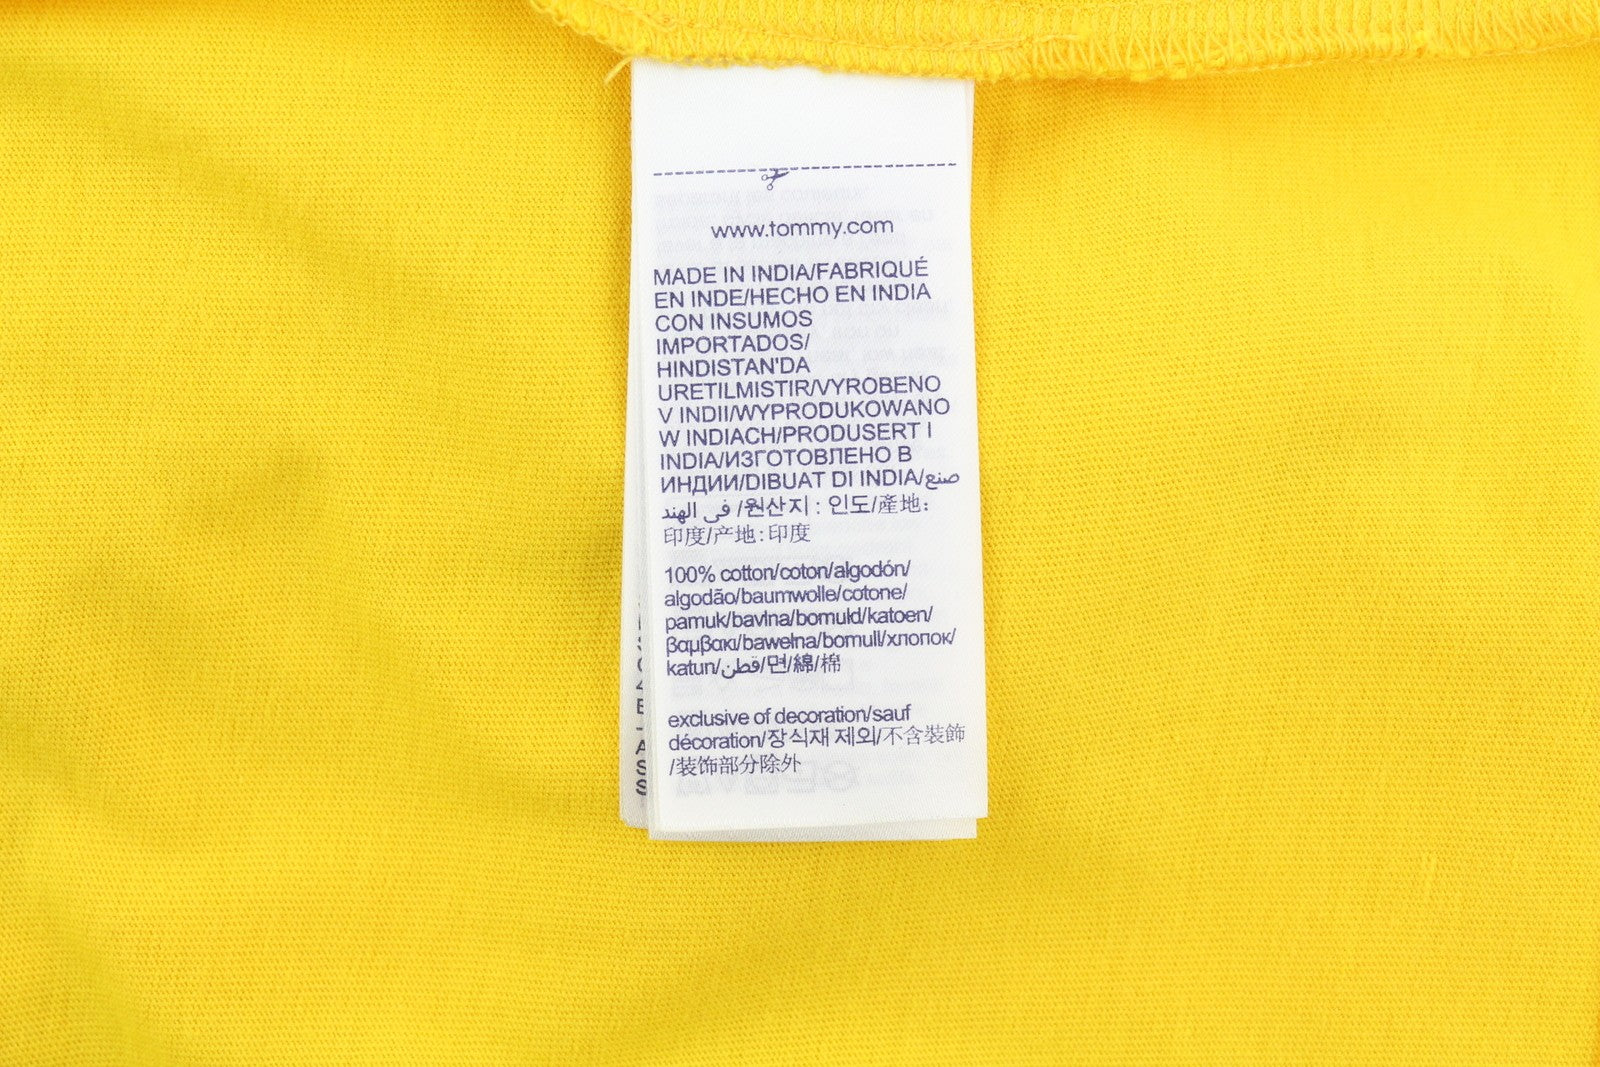 www.tommy.com
MADE IN INDIA/FABRIQUÉ
EN INDE/HECHO EN INDIA
CON INSUMOS
IMPORTADOS/
HINDISTAN'DA
URETILMISTIR/VYROBENO
V INDII/WYPRODUKOWANO
W INDIACH/PRODUSERT I
INDIA/ИЗГОТОВЛЕНО В
ИНДИИ/DIBUAT DI INDIA/صنع
في الهند /원산지 : 인도/產地:
印度/产地:印度
100% cotton/coton/algodón/
algodão/baumwolle/cotone/
pamuk/bavlna/bomuld/katoen/
βαμβακι/bawełna/bomull/хлопок/
katun/قطن/면/綿/棉
exclusive of decoration/sauf
décoration/장식재 제외/不含裝飾
/装饰部分除外